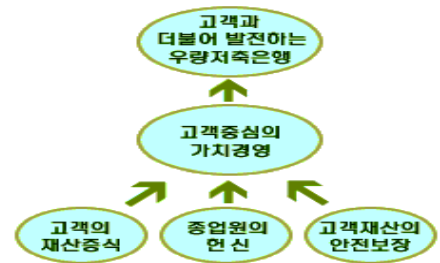 고객과
더불어 발전하는
우량저축은행
고객중심의
가치경영
고객의
재산증식
종업원의
헌 신
고객재산의
안전보장